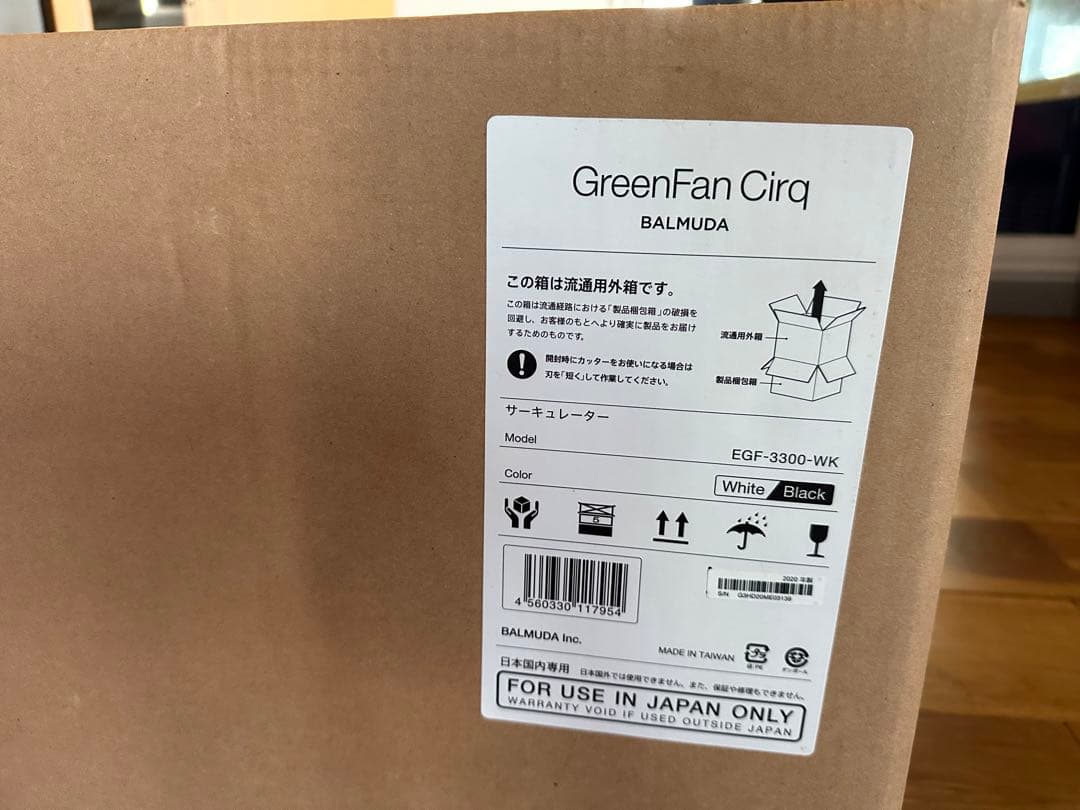 GreenFan Cirq
BALMUDA
この箱は流通用外箱です。
この箱は流通経路における「製品梱包箱」の破損を
回避し、お客様のもとへより確実に製品をお届け
するためのものです。
流通用外箱
開封時にカッターをお使いになる場合は
刃を「短く」して作業してください。
製品梱包箱
サーキュレーター
Model
EGF-3300-WK
Color
White Black
5
2020 年製
S/N G3HD20ME03139
4 560330 117954
BALMUDA Inc.
MADE IN TAIWAN
プラ
ダンボール
日本国内専用 日本国外では使用できません。また、保証や修理もできません。
FOR USE IN JAPAN ONLY
WARRANTY VOID IF USED OUTSIDE JAPAN